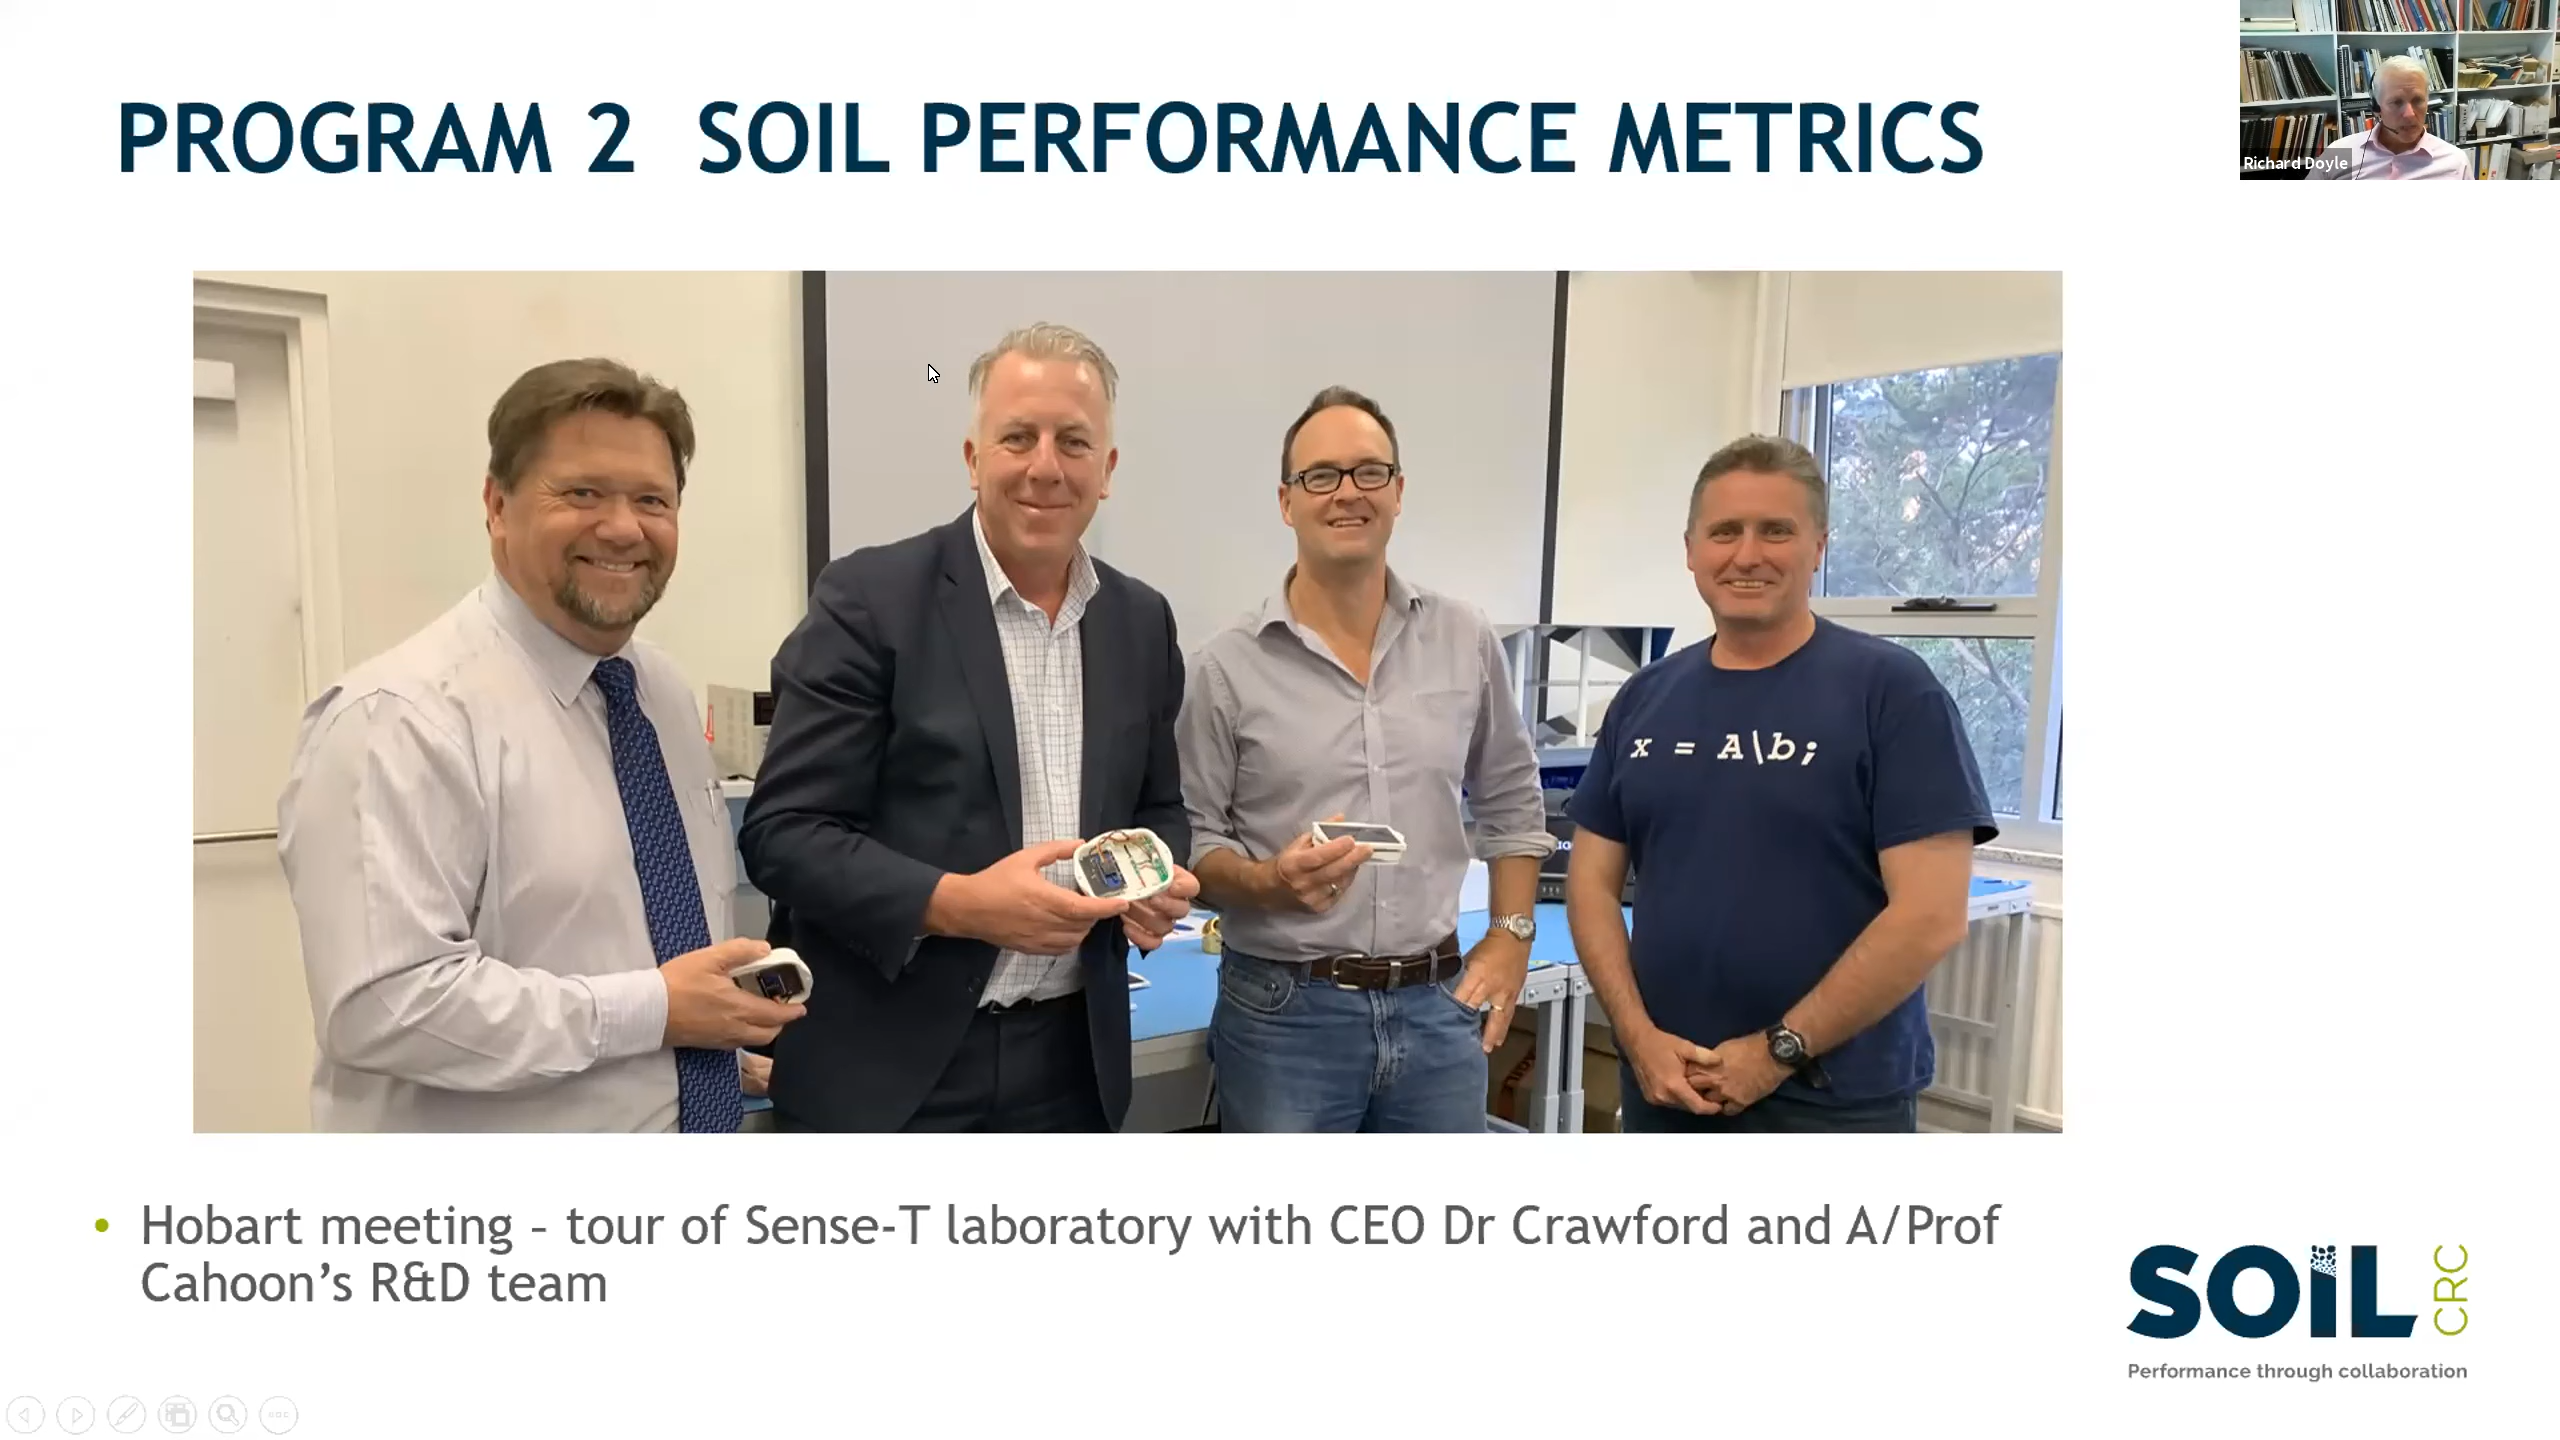 PROGRAM 2 SOIL PERFORMANCE METRICS
Richard Doyle
x = A\b;
• Hobart meeting – tour of Sense-T laboratory with CEO Dr Crawford and A/Prof
Cahoon's R&D team
SOIL CRC
Performance through collaboration